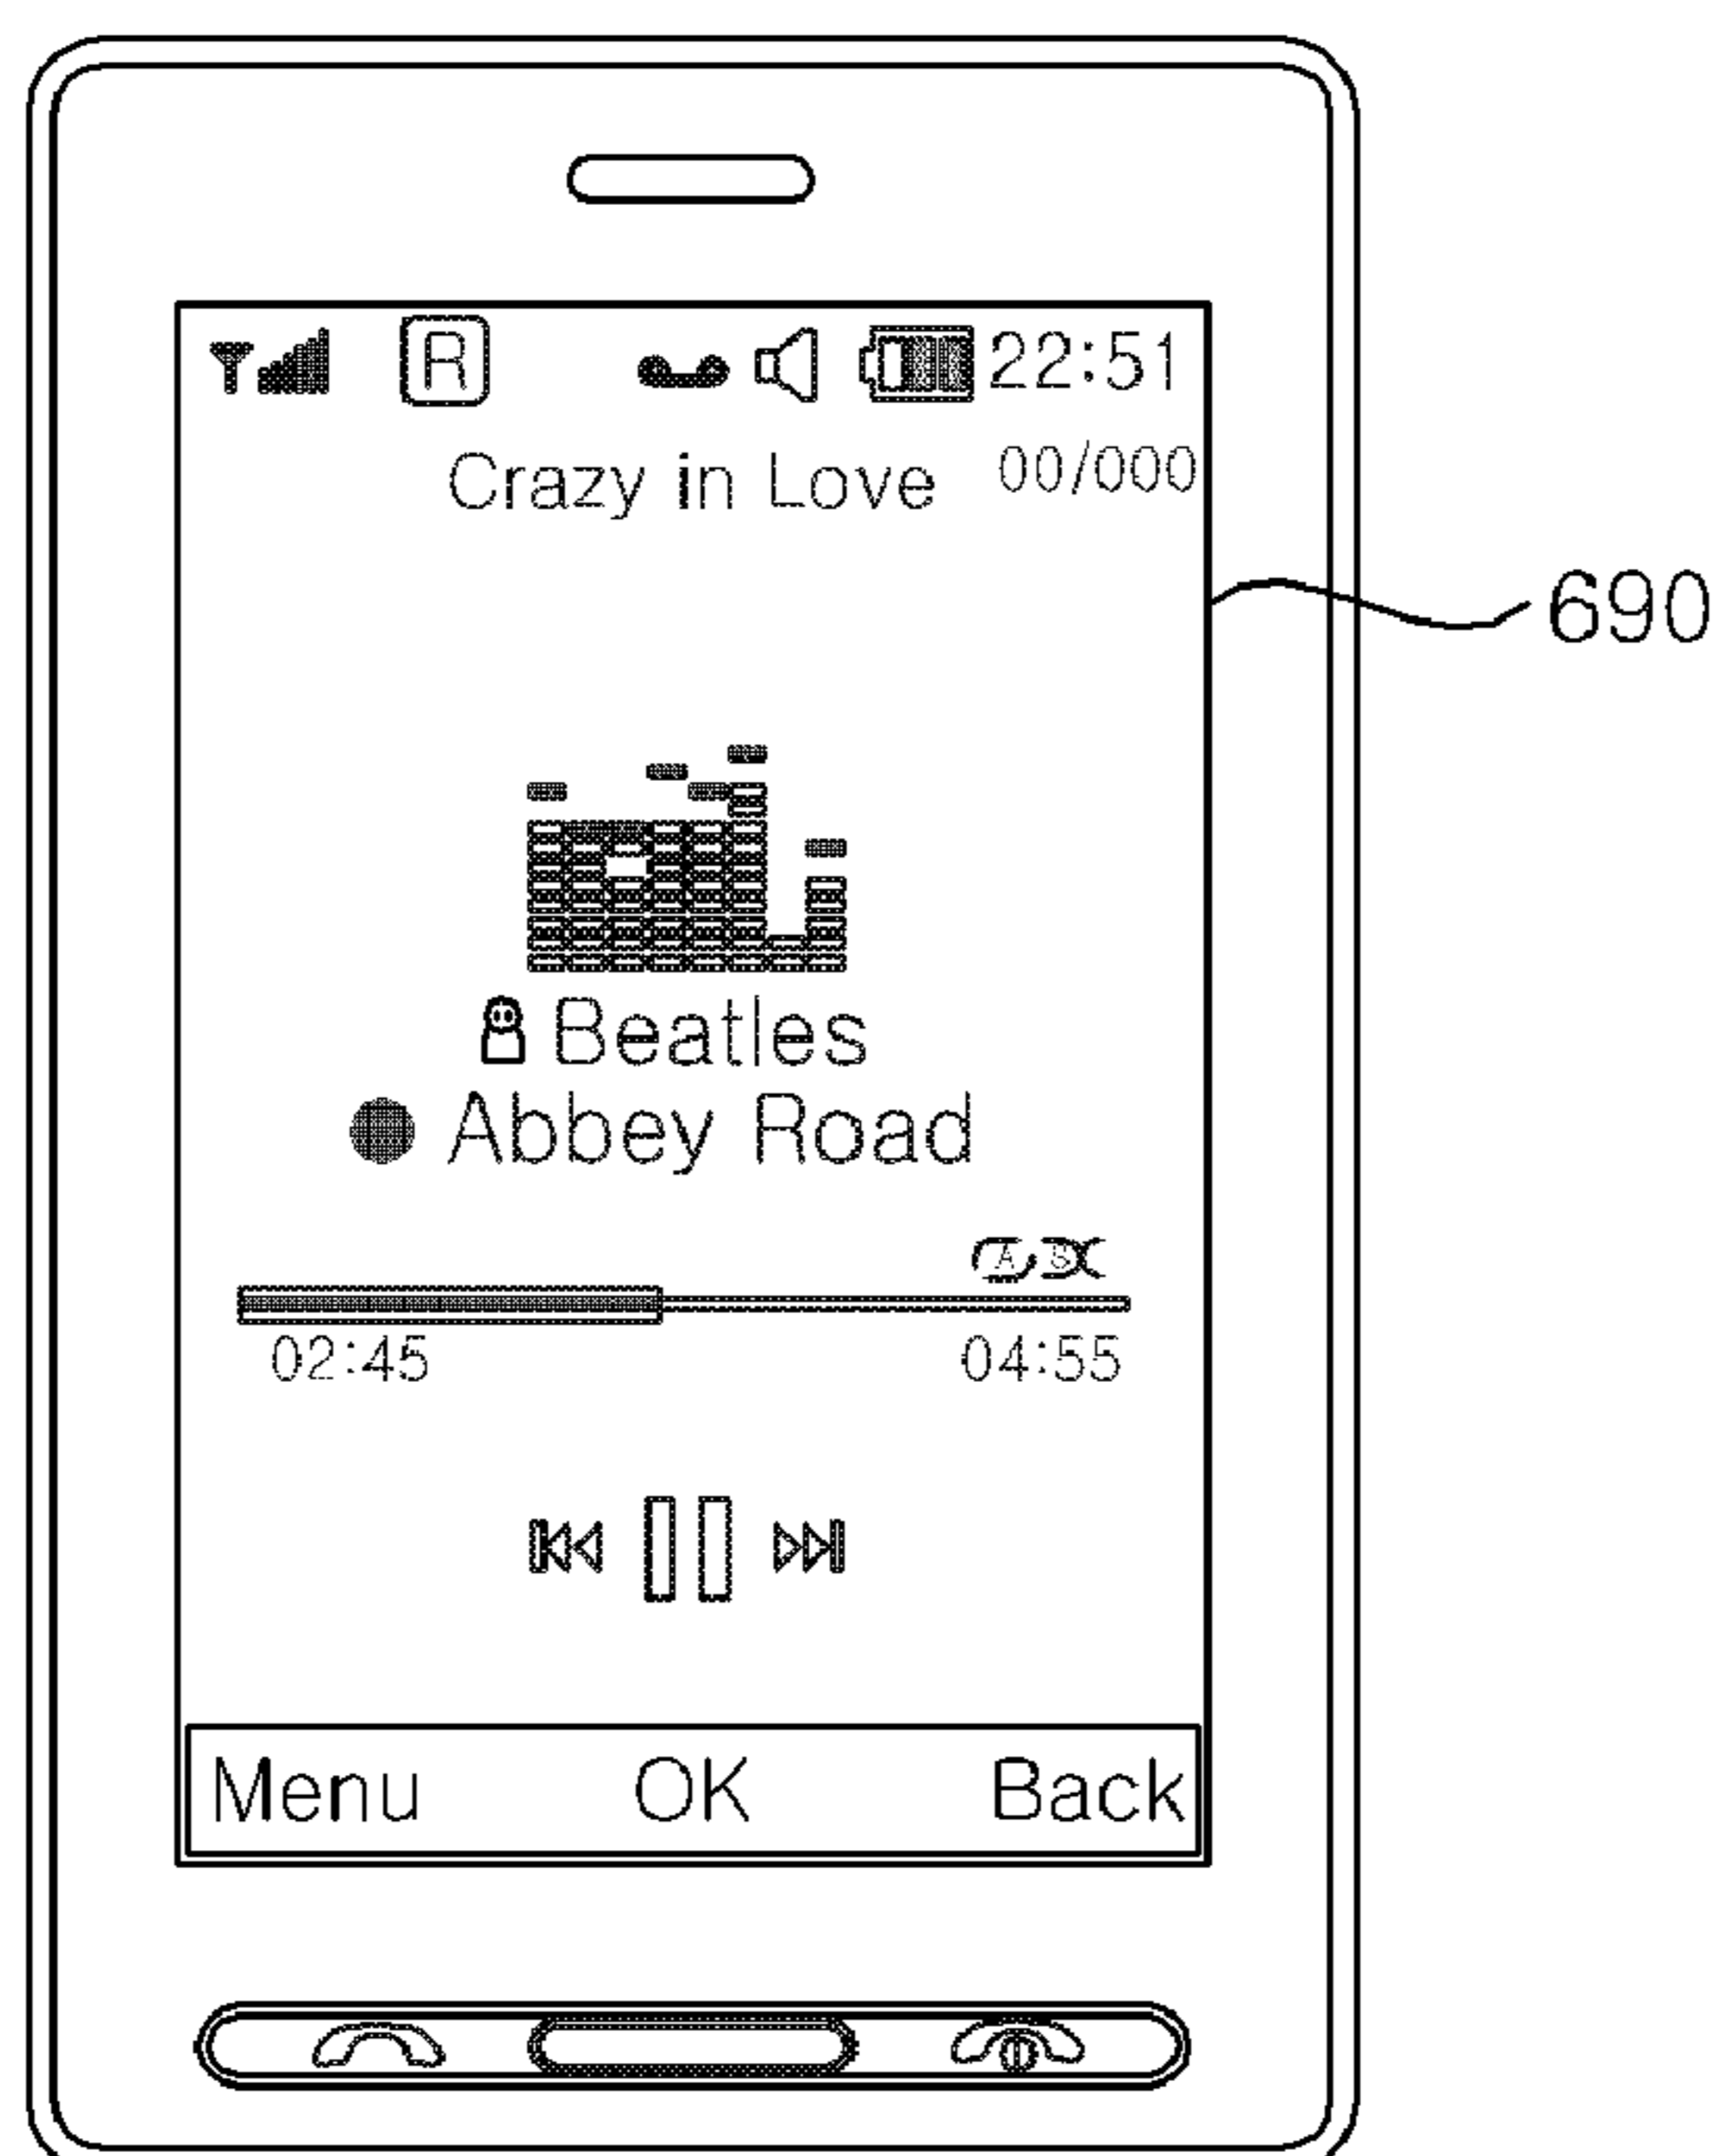 R 22:51
Crazy in Love 00/000
690
Beatles
Abbey Road
A B
02:45 04:55
Menu OK Back